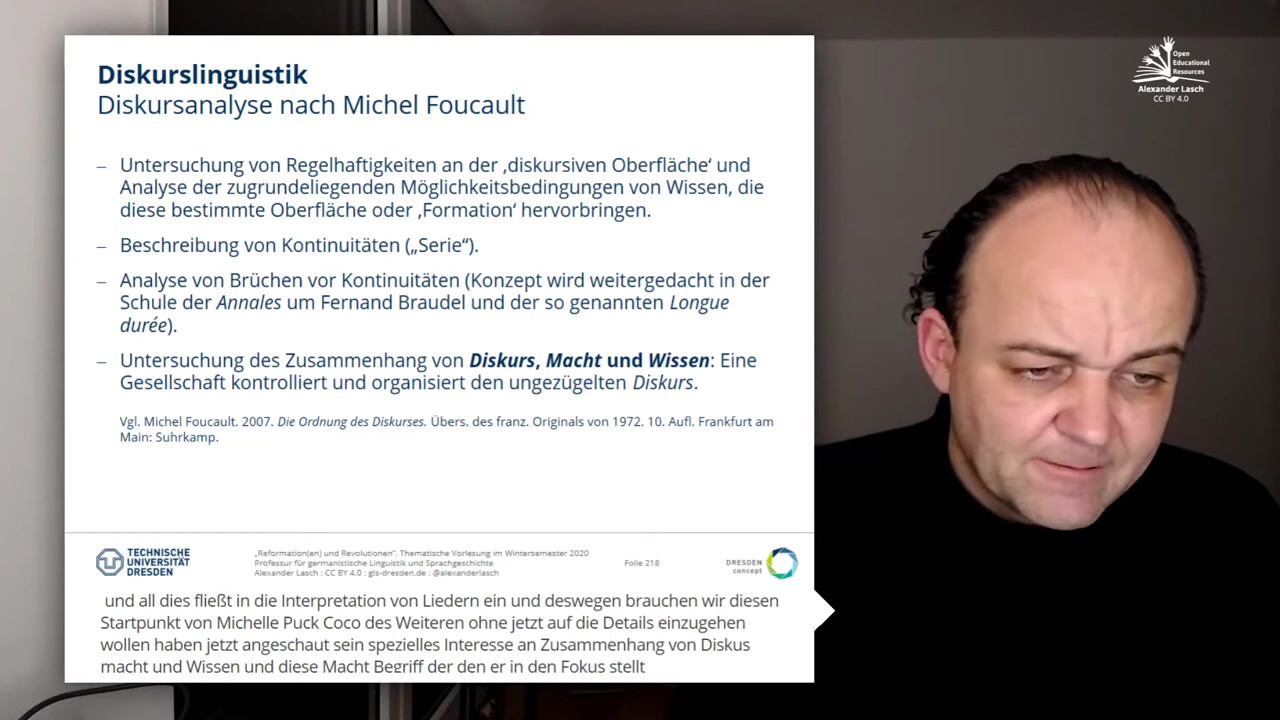 Diskurslinguistik
Diskursanalyse nach Michel Foucault
– Untersuchung von Regelhaftigkeiten an der ‚diskursiven Oberfläche‘ und
Analyse der zugrundeliegenden Möglichkeitsbedingungen von Wissen, die
diese bestimmte Oberfläche oder ‚Formation‘ hervorbringen.
– Beschreibung von Kontinuitäten („Serie“).
– Analyse von Brüchen vor Kontinuitäten (Konzept wird weitergedacht in der
Schule der Annales um Fernand Braudel und der so genannten Longue
durée).
– Untersuchung des Zusammenhang von Diskurs, Macht und Wissen: Eine
Gesellschaft kontrolliert und organisiert den ungezügelten Diskurs.
Vgl. Michel Foucault. 2007. Die Ordnung des Diskurses. Übers. des franz. Originals von 1972. 10. Aufl. Frankfurt am
Main: Suhrkamp.
TECHNISCHE
UNIVERSITÄT
DRESDEN
„Reformation(en) und Revolutionen“. Thematische Vorlesung im Wintersemester 2020
Professur für germanistische Linguistik und Sprachgeschichte
Alexander Lasch : CC BY 4.0 : gls-dresden.de : @alexanderlasch
Folie 218
DRESDEN
concept
und all dies fließt in die Interpretation von Liedern ein und deswegen brauchen wir diesen
Startpunkt von Michelle Puck Coco des Weiteren ohne jetzt auf die Details einzugehen
wollen haben jetzt angeschaut sein spezielles Interesse an Zusammenhang von Diskus
macht und Wissen und diese Macht Begriff der den er in den Fokus stellt
Open
Educational
Resources
Alexander Lasch
CC BY 4.0